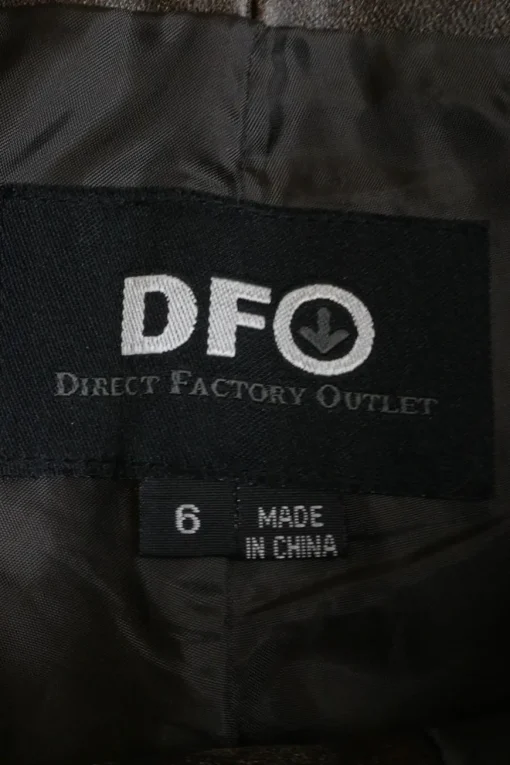 DFO
DIRECT FACTORY OUTLET
6
MADE
IN CHINA